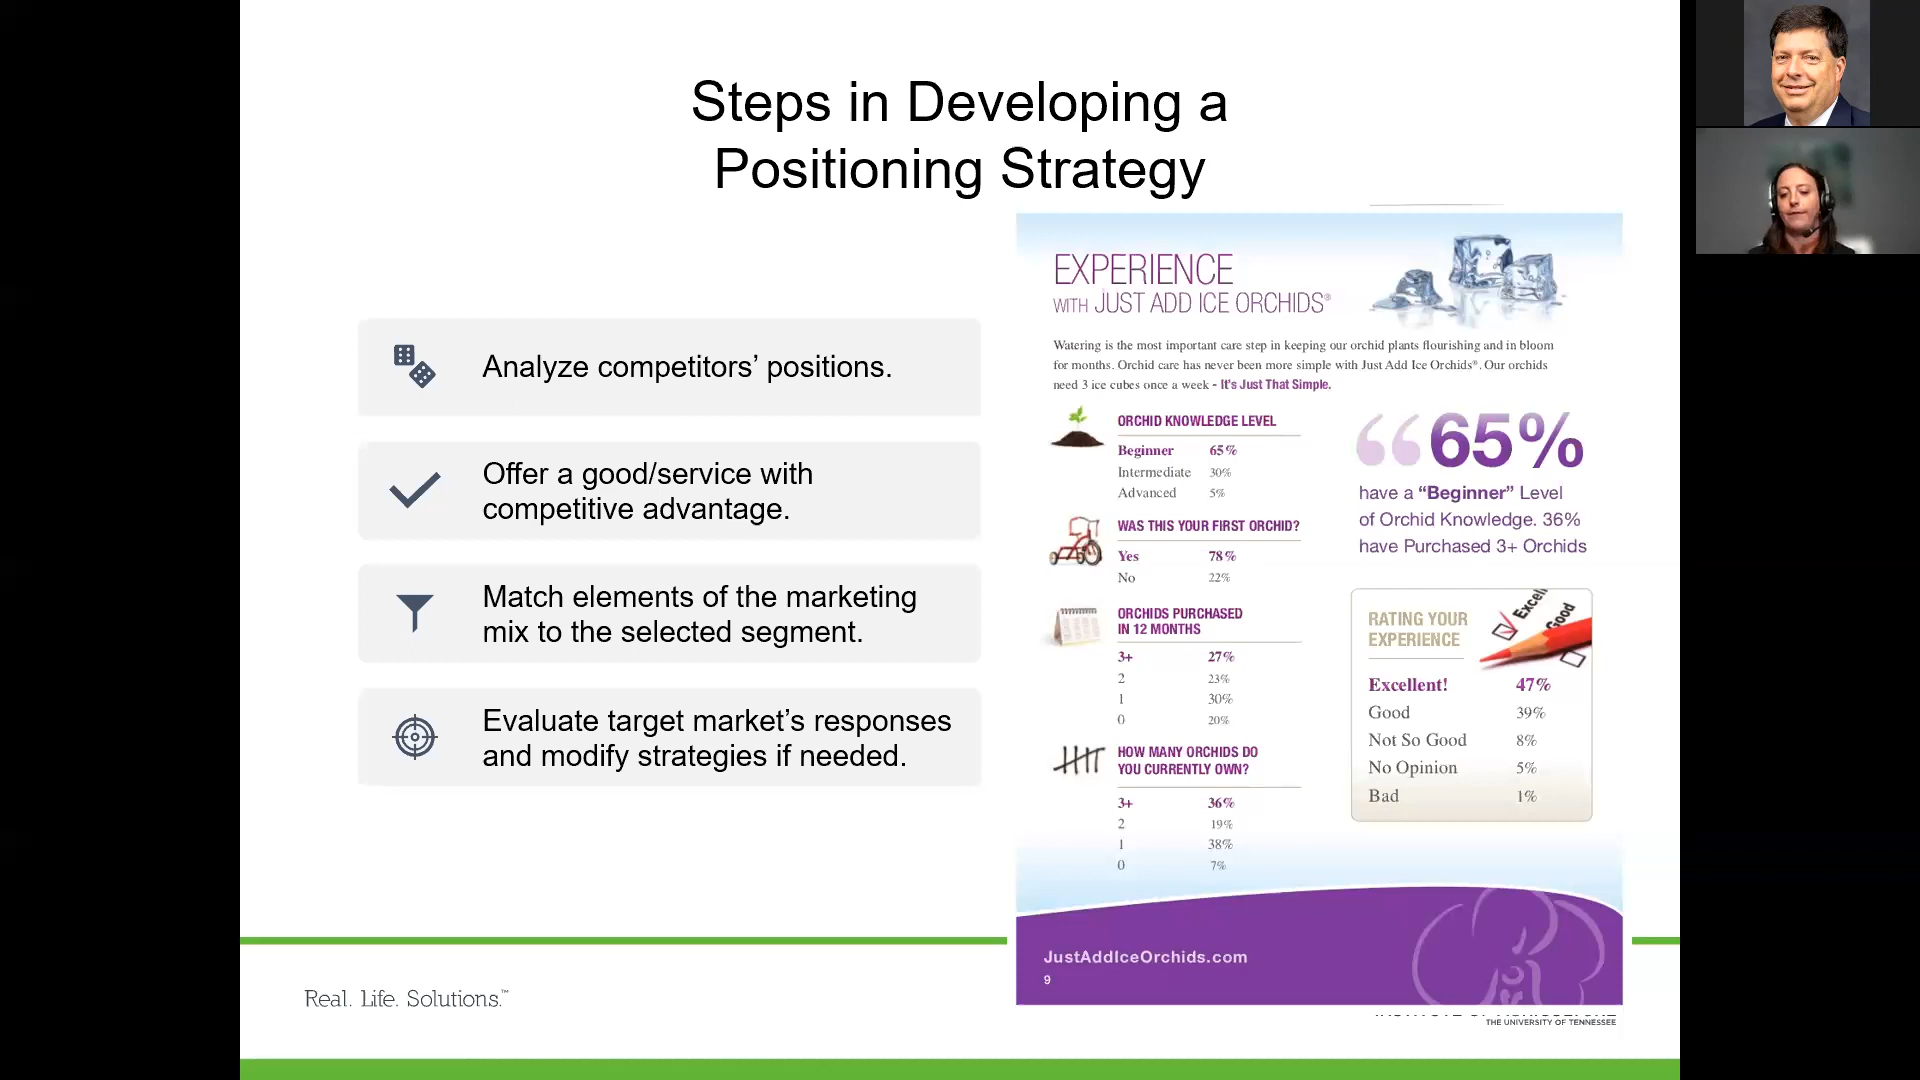 Steps in Developing a
Positioning Strategy
Analyze competitors’ positions.
Offer a good/service with
competitive advantage.
Match elements of the marketing
mix to the selected segment.
Evaluate target market’s responses
and modify strategies if needed.
EXPERIENCE
WITH JUST ADD ICE ORCHIDS®
Watering is the most important care step in keeping our orchid plants flourishing and in bloom
for months. Orchid care has never been more simple with Just Add Ice Orchids®. Our orchids
need 3 ice cubes once a week - It’s Just That Simple.
ORCHID KNOWLEDGE LEVEL
Beginner 65%
Intermediate 30%
Advanced 5%
WAS THIS YOUR FIRST ORCHID?
Yes 78%
No 22%
ORCHIDS PURCHASED
IN 12 MONTHS
3+ 27%
2 23%
1 30%
0 20%
HOW MANY ORCHIDS DO
YOU CURRENTLY OWN?
3+ 36%
2 19%
1 38%
0 7%
“65%
have a “Beginner” Level
of Orchid Knowledge. 36%
have Purchased 3+ Orchids
RATING YOUR
EXPERIENCE
Excellent! 47%
Good 39%
Not So Good 8%
No Opinion 5%
Bad 1%
Good
JustAddIceOrchids.com
9
Real. Life. Solutions.™
THE UNIVERSITY OF TENNESSEE